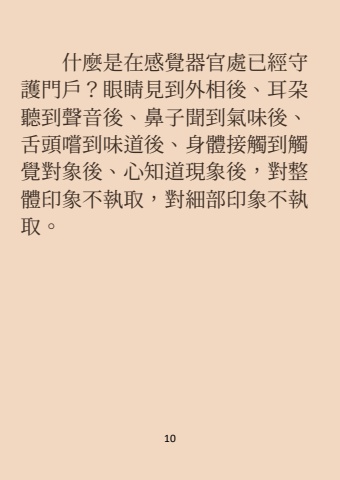 什麼是在感覺器官處已經守
護門戶？眼睛見到外相後、耳朶
聽到聲音後、鼻子聞到氣味後、
舌頭嚐到味道後、身體接觸到觸
覺對象後、心知道現象後，對整
體印象不執取，對細部印象不執
取。
10